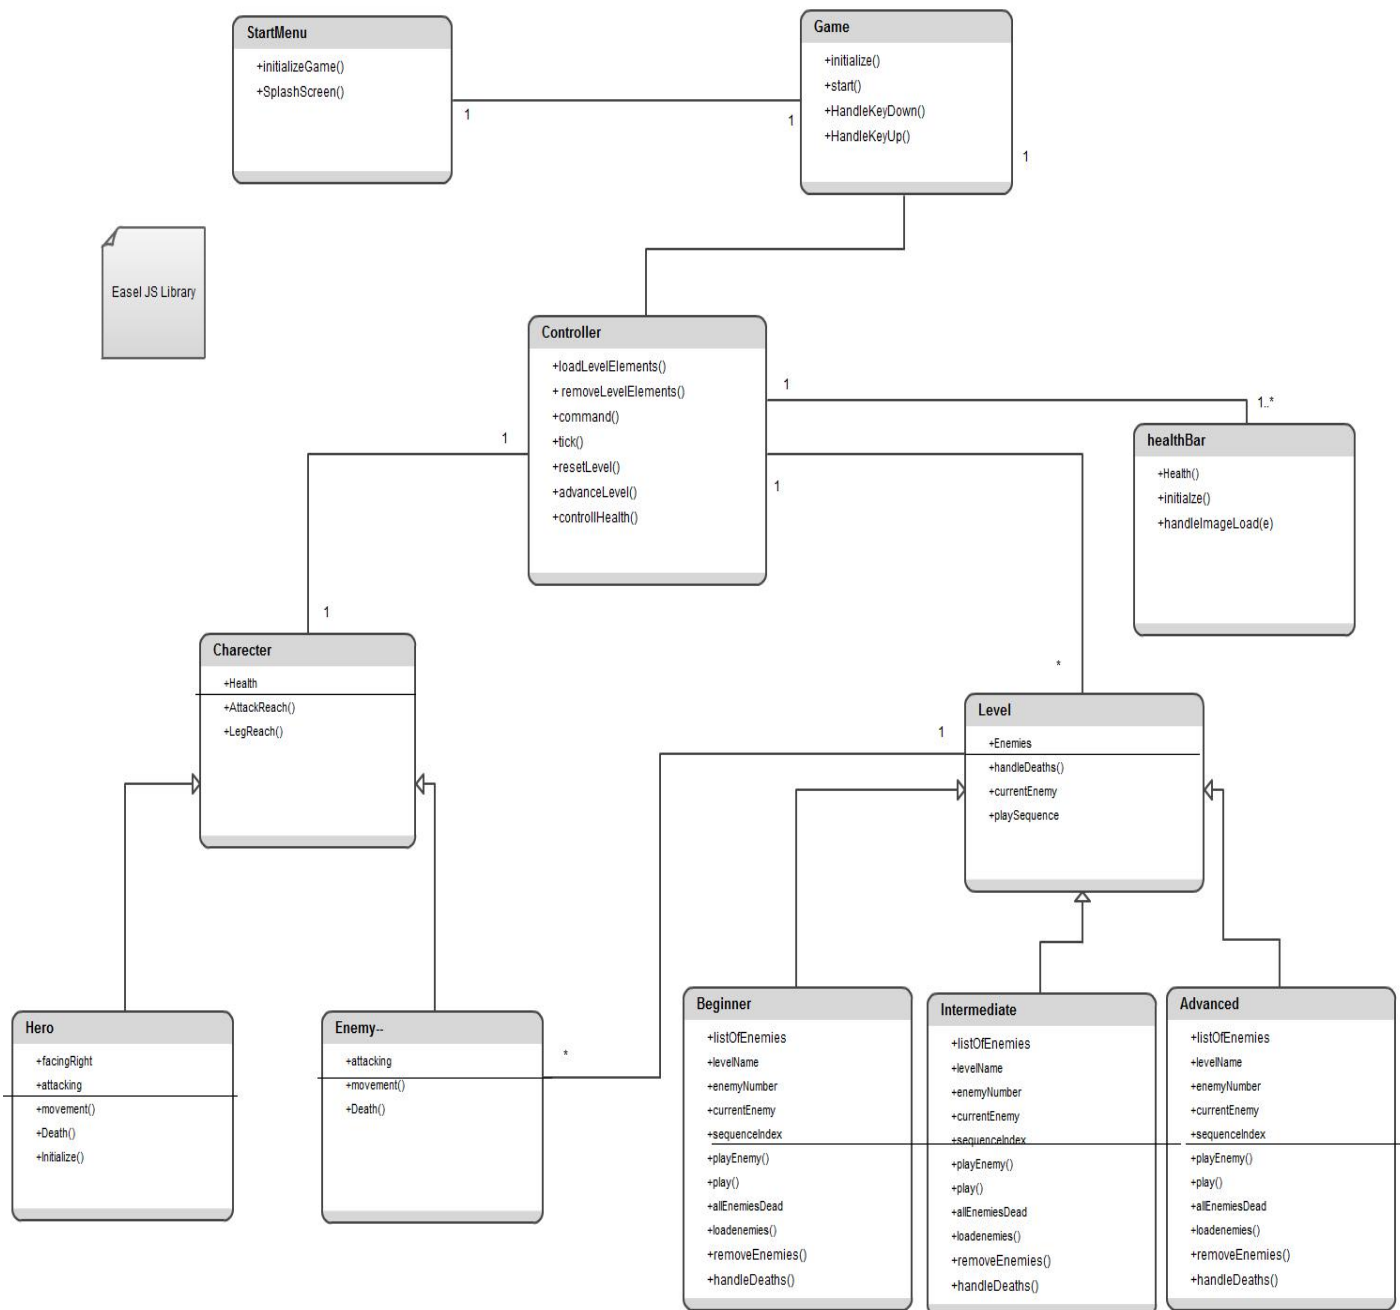 StartMenu
+initializeGame()
+SplashScreen()
1
Game
+initialize()
+start()
+HandleKeyDown()
+HandleKeyUp()
1
1
Easel JS Library
Controller
+loadLevelElements()
+ removeLevelElements()
+command()
+tick()
+resetLevel()
+advanceLevel()
+controllHealth()
1
1
1
1..*
healthBar
+Health()
+initialze()
+handleImageLoad(e)
1
Charecter
+Health
+AttackReach()
+LegReach()
*
1
Level
+Enemies
+handleDeaths()
+currentEnemy
+playSequence
Hero
+facingRight
+attacking
+movement()
+Death()
+Initialize()
Enemy--
+attacking
+movement()
+Death()
*
Beginner
+listOfEnemies
+levelName
+enemyNumber
+currentEnemy
+sequenceIndex
+playEnemy()
+play()
+allEnemiesDead
+loadenemies()
+removeEnemies()
+handleDeaths()
Intermediate
+listOfEnemies
+levelName
+enemyNumber
+currentEnemy
+sequenceIndex
+playEnemy()
+play()
+allEnemiesDead
+loadenemies()
+removeEnemies()
+handleDeaths()
Advanced
+listOfEnemies
+levelName
+enemyNumber
+currentEnemy
+sequenceIndex
+playEnemy()
+play()
+allEnemiesDead
+loadenemies()
+removeEnemies()
+handleDeaths()